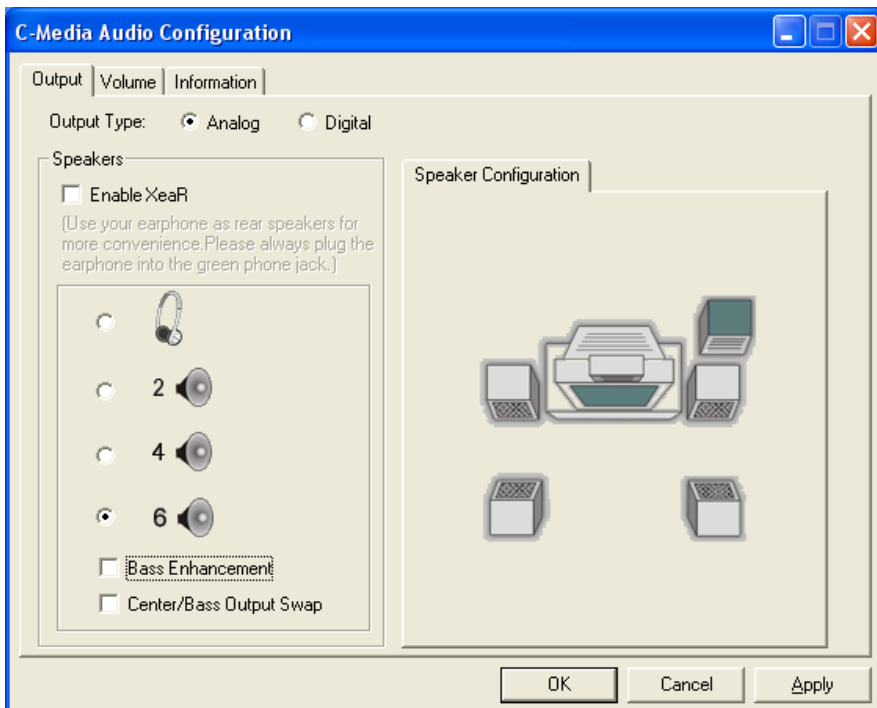 C-Media Audio Configuration
Output Volume Information
Output Type: Analog Digital
Speakers
Enable XeaR
(Use your earphone as rear speakers for
more convenience.Please always plug the
earphone into the green phone jack.)
2
4
6
Bass Enhancement
Center/Bass Output Swap
Speaker Configuration
OK Cancel Apply